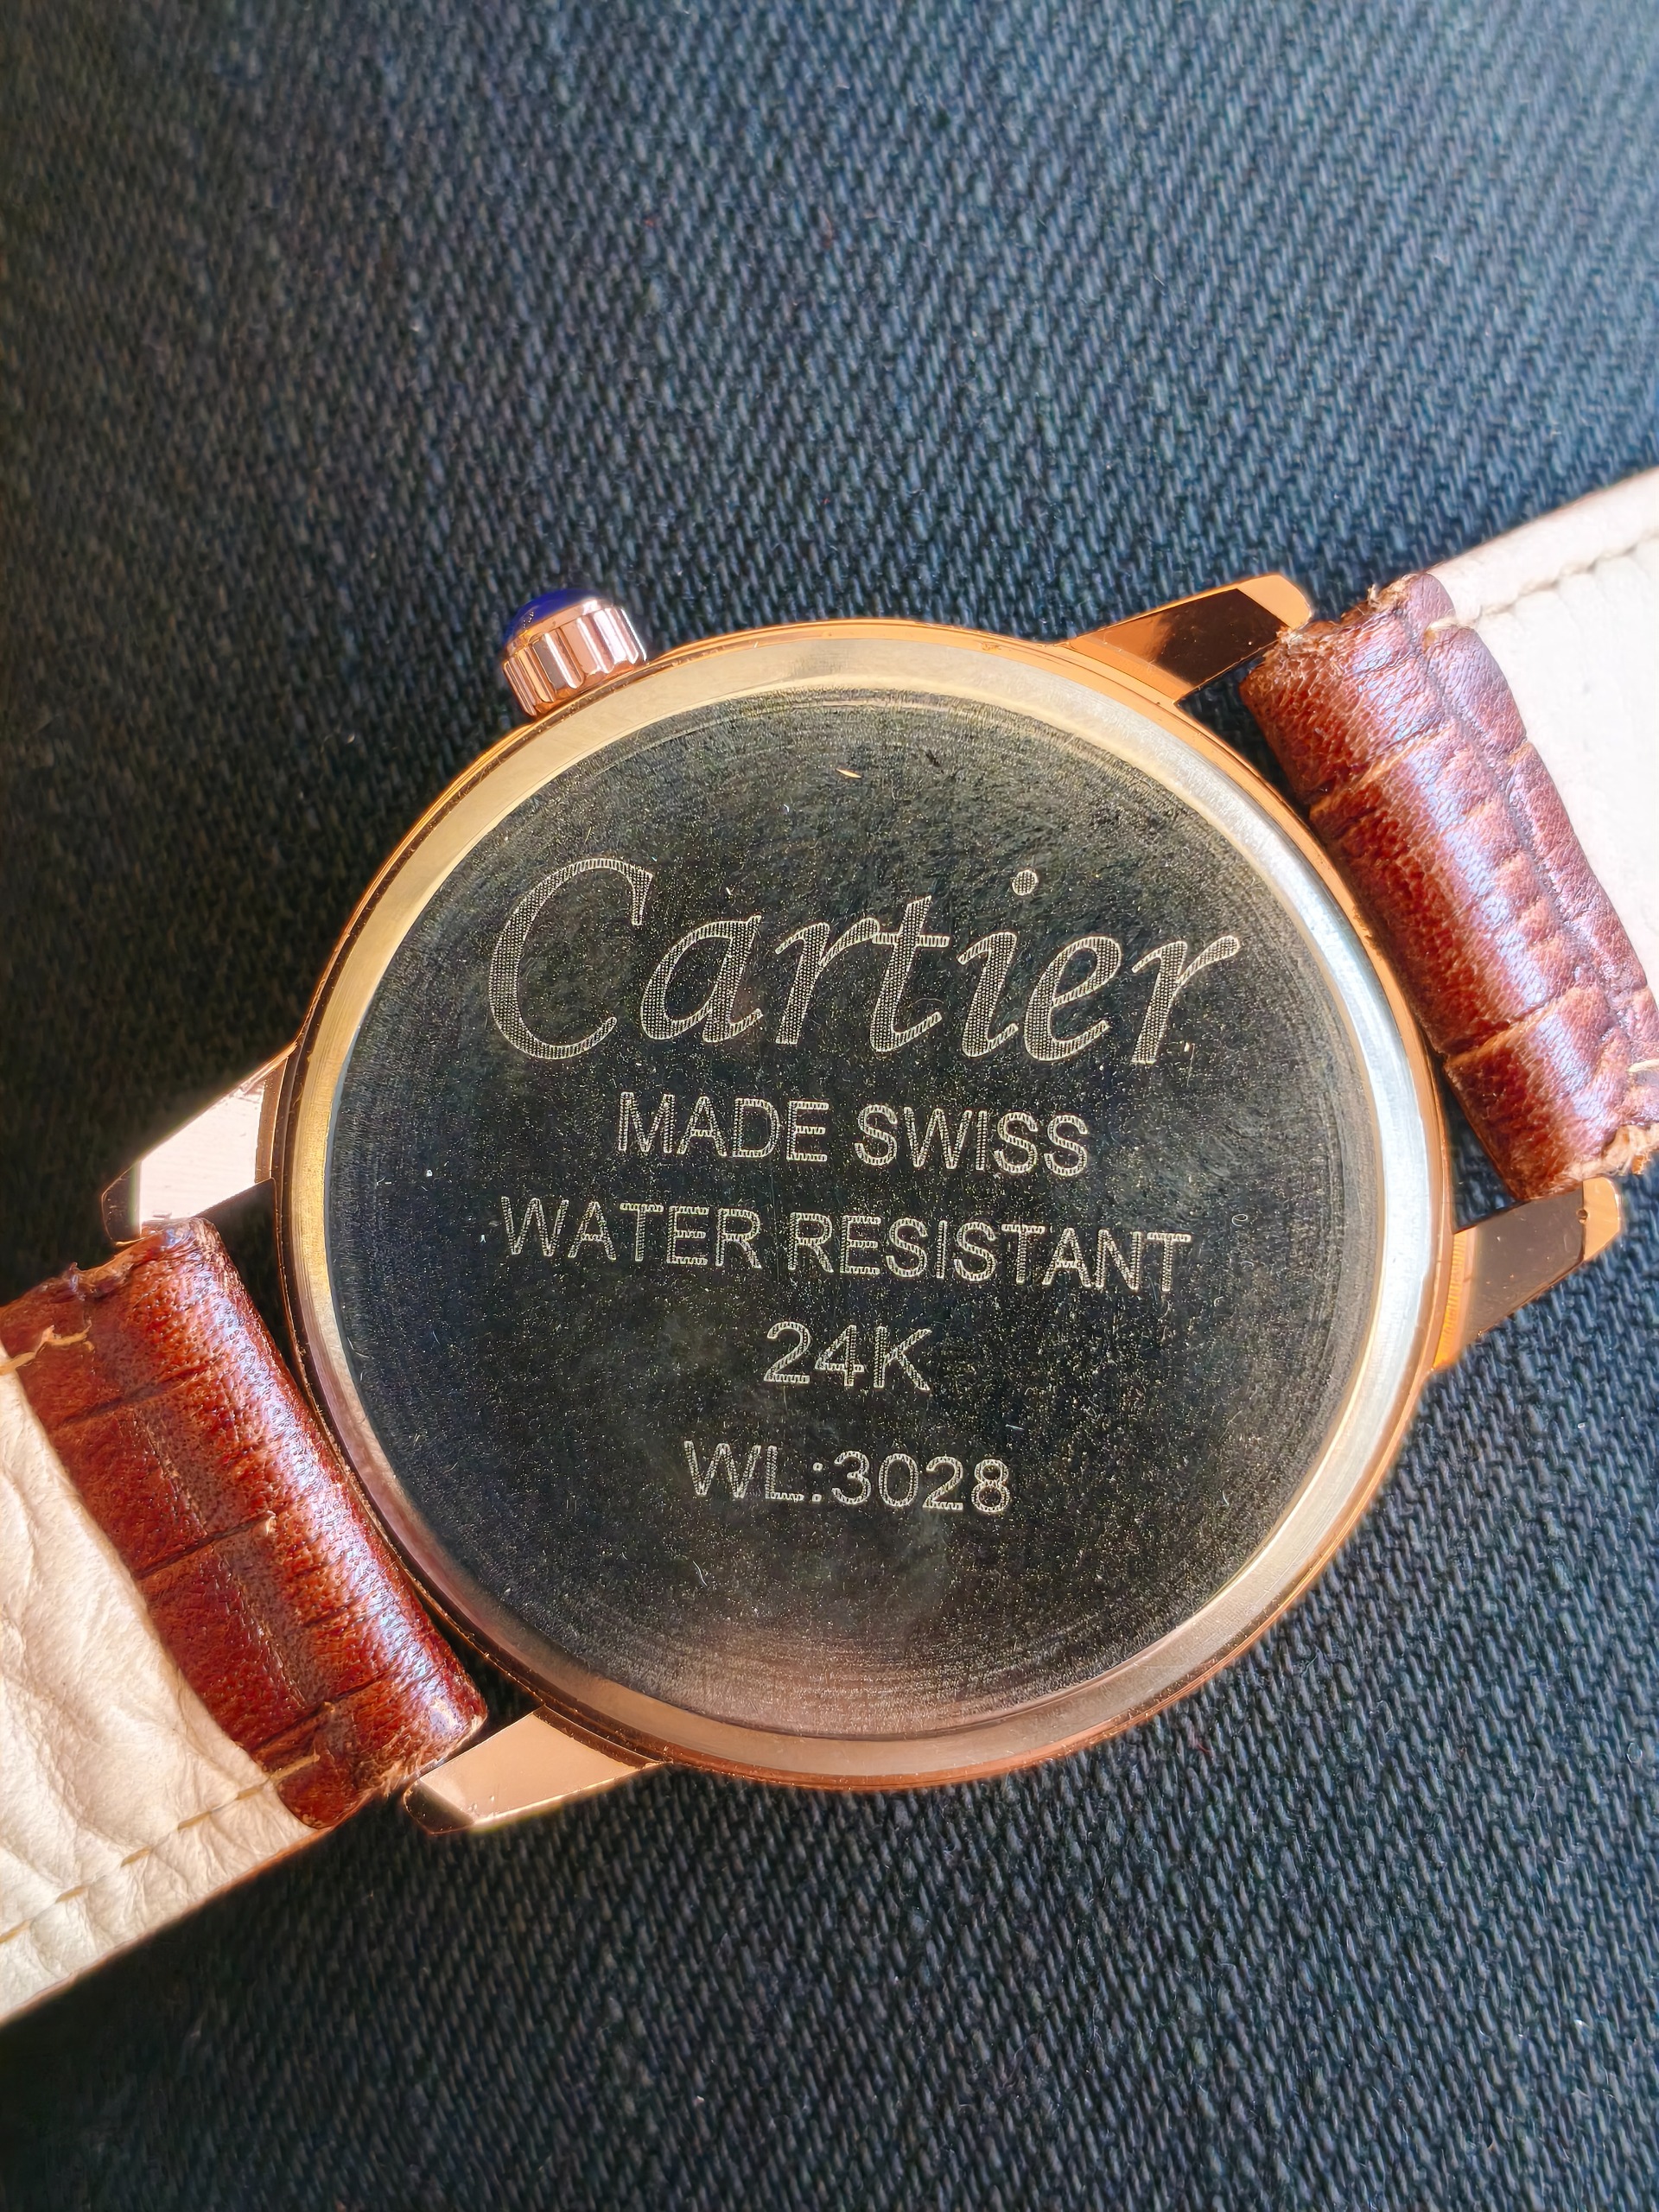 Cartier
MADE SWISS
WATER RESISTANT
24K
WL:3028